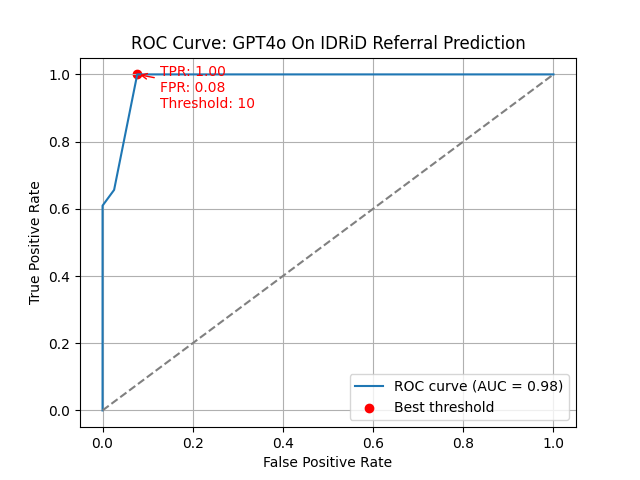 ROC Curve: GPT4o On IDRiD Referral Prediction
TPR: 1.00
FPR: 0.08
Threshold: 10
1.0
0.8
0.6
0.4
0.2
0.0
True Positive Rate
ROC curve (AUC = 0.98)
Best threshold
0.0 0.2 0.4 0.6 0.8 1.0
False Positive Rate